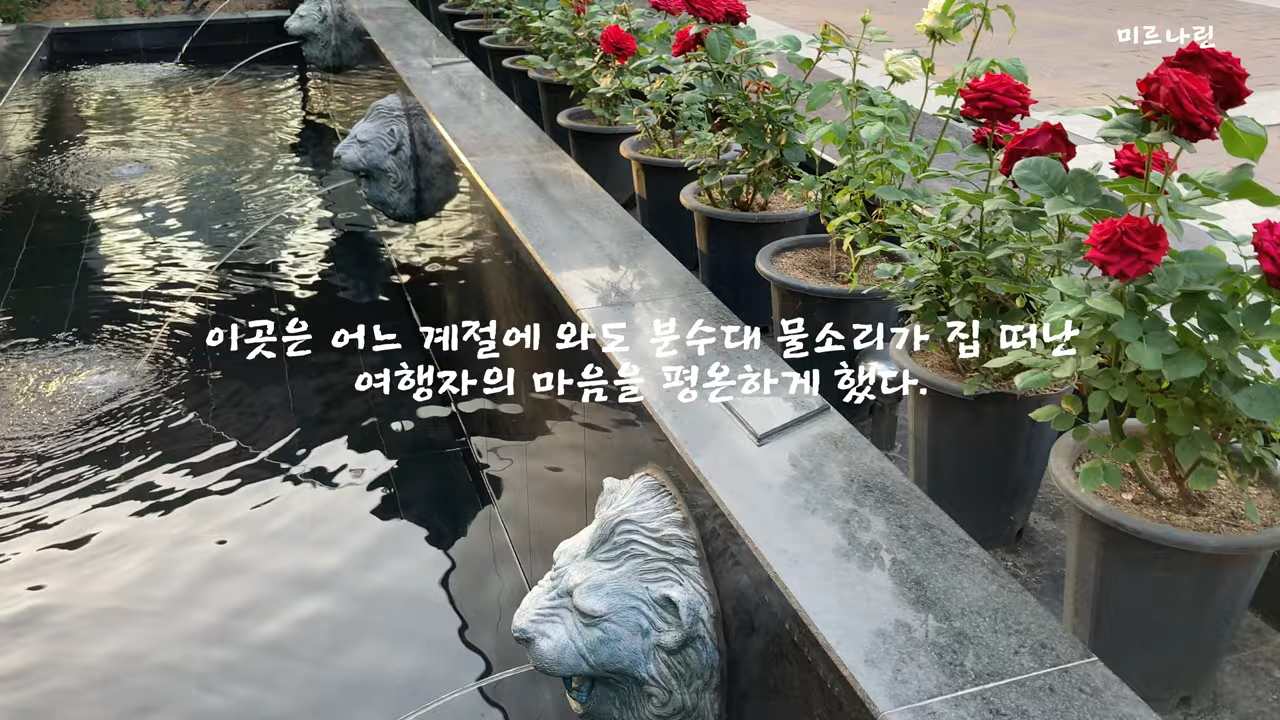 미르나림
이곳은 어느 계절에 와도 분수대 물소리가 집 떠난
여행자의 마음을 평온하게 했다.